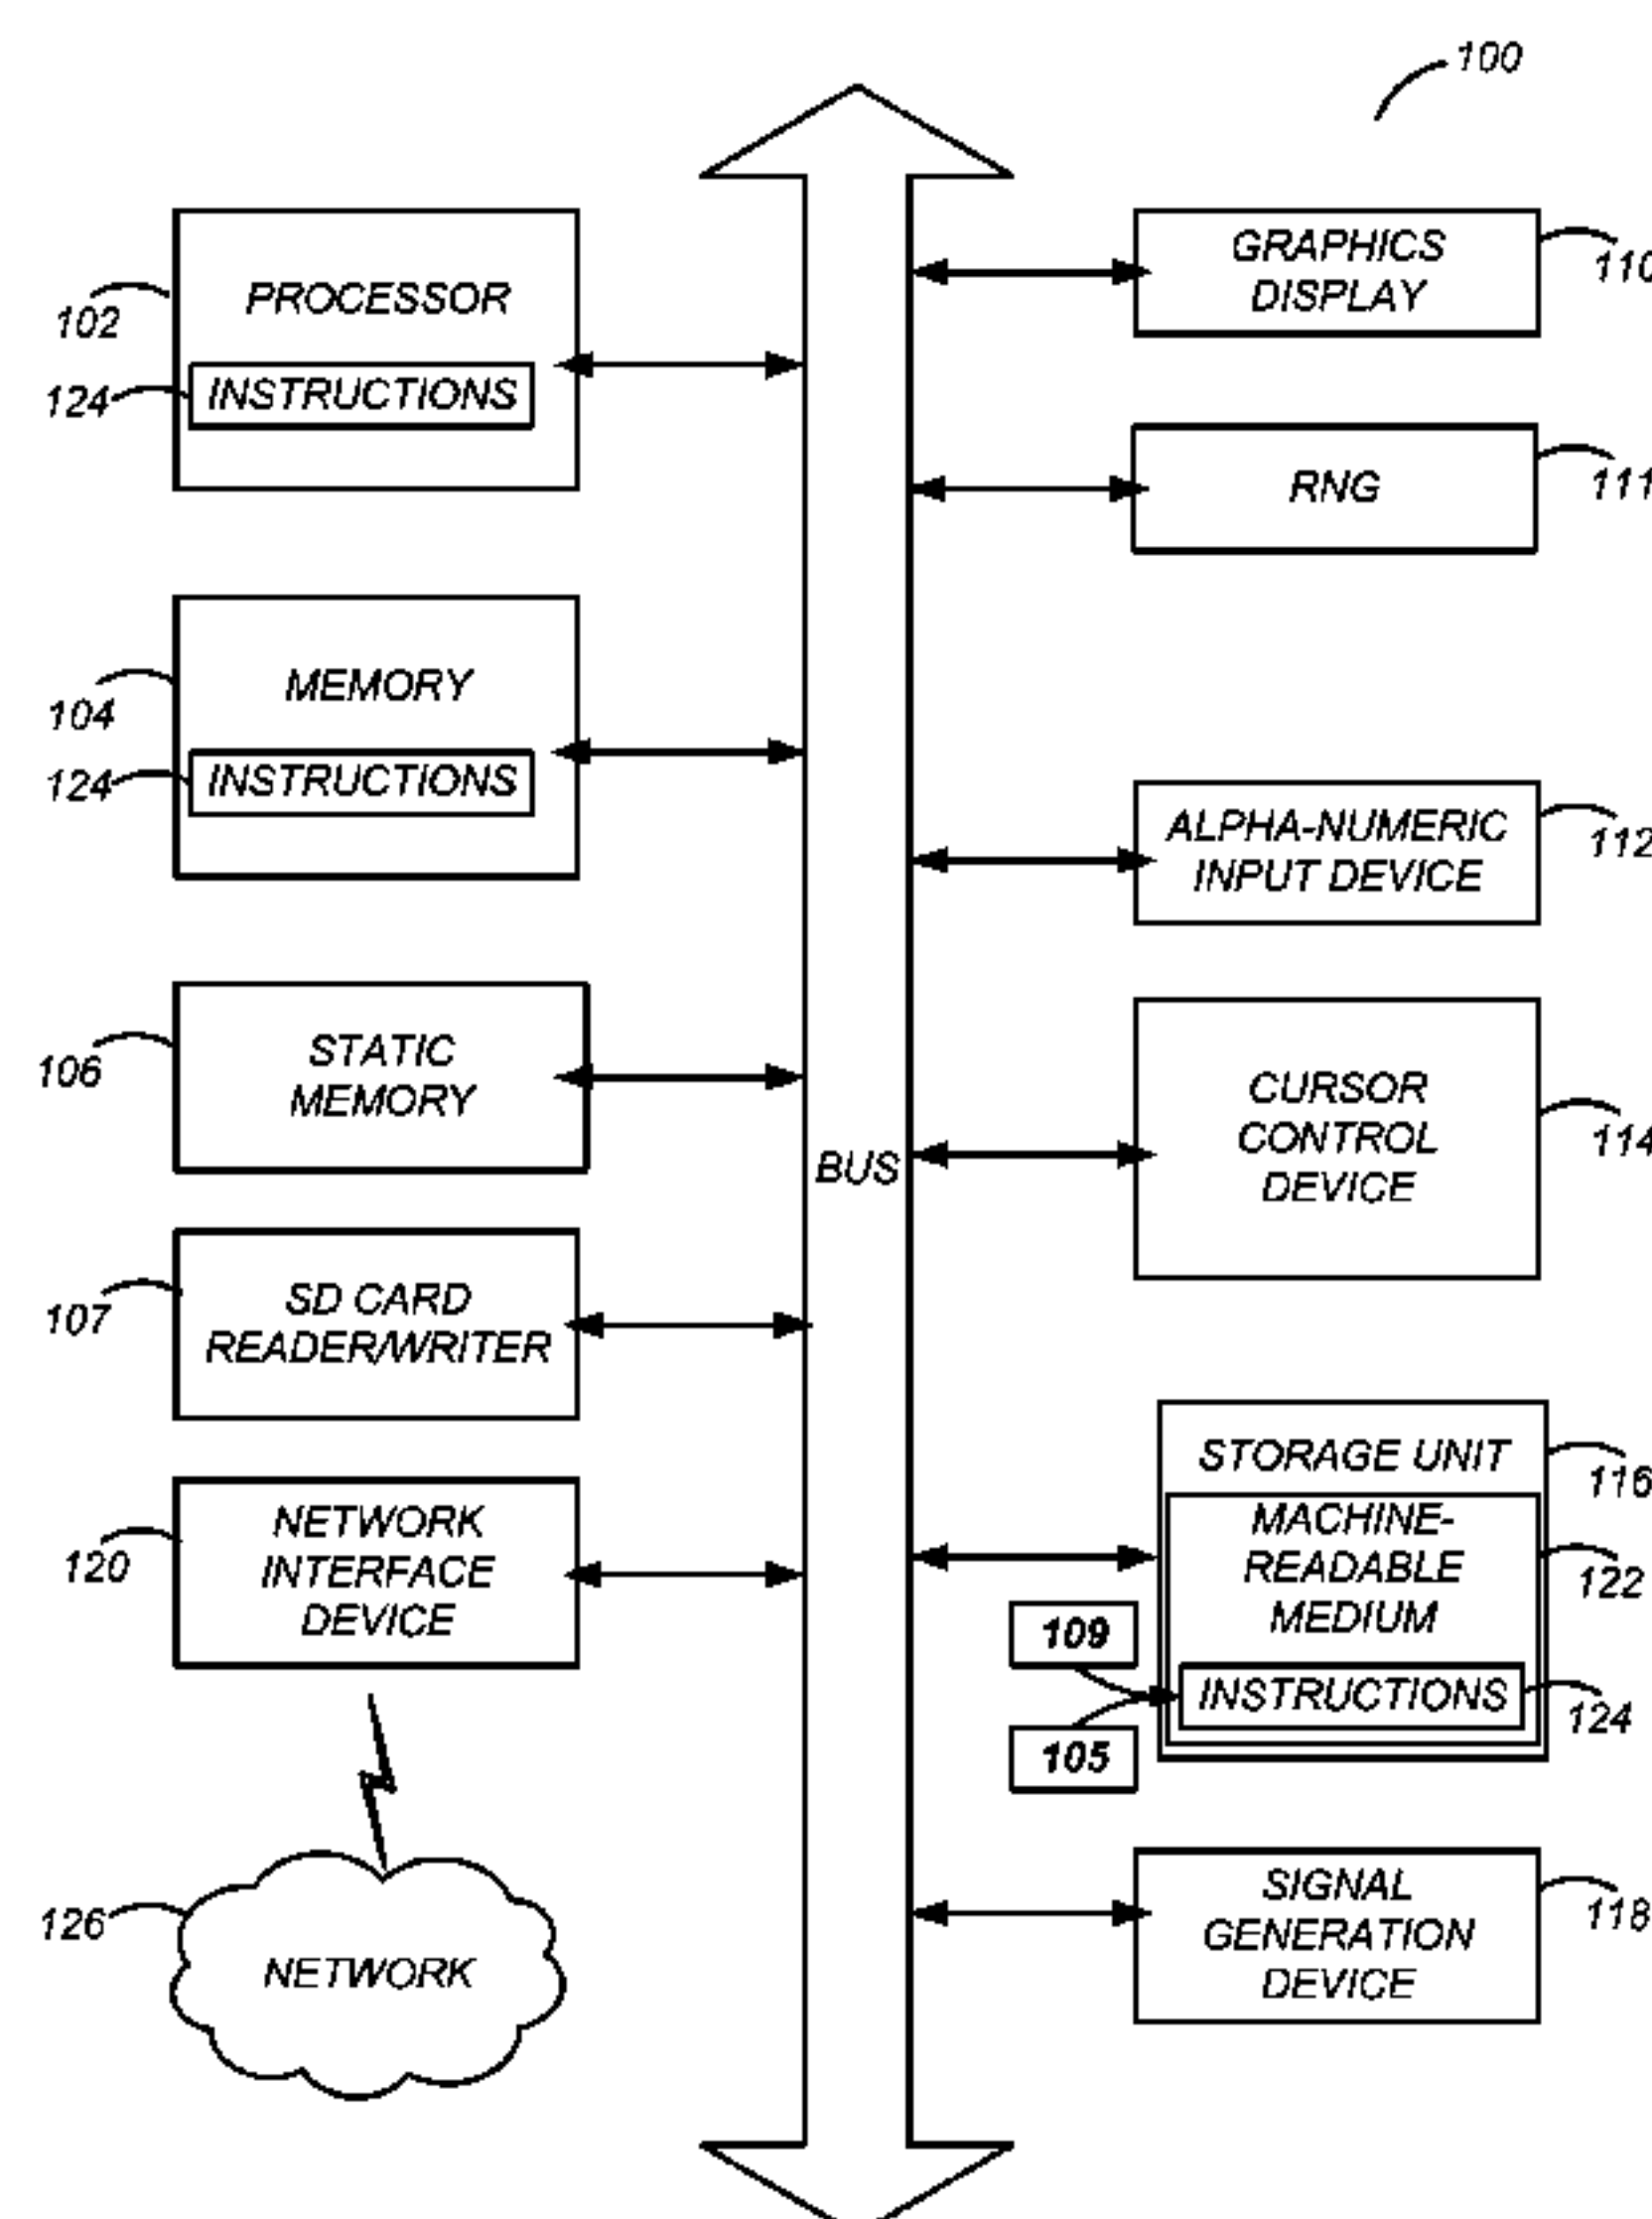 100
PROCESSOR
102
INSTRUCTIONS
124
MEMORY
104
INSTRUCTIONS
124
STATIC
MEMORY
106
SD CARD
READER/WRITER
107
NETWORK
INTERFACE
DEVICE
120
NETWORK
126
BUS
GRAPHICS
DISPLAY
110
RNG
111
ALPHA-NUMERIC
INPUT DEVICE
112
CURSOR
CONTROL
DEVICE
114
STORAGE UNIT
116
MACHINE-
READABLE
MEDIUM
122
109
INSTRUCTIONS
124
105
SIGNAL
GENERATION
DEVICE
118